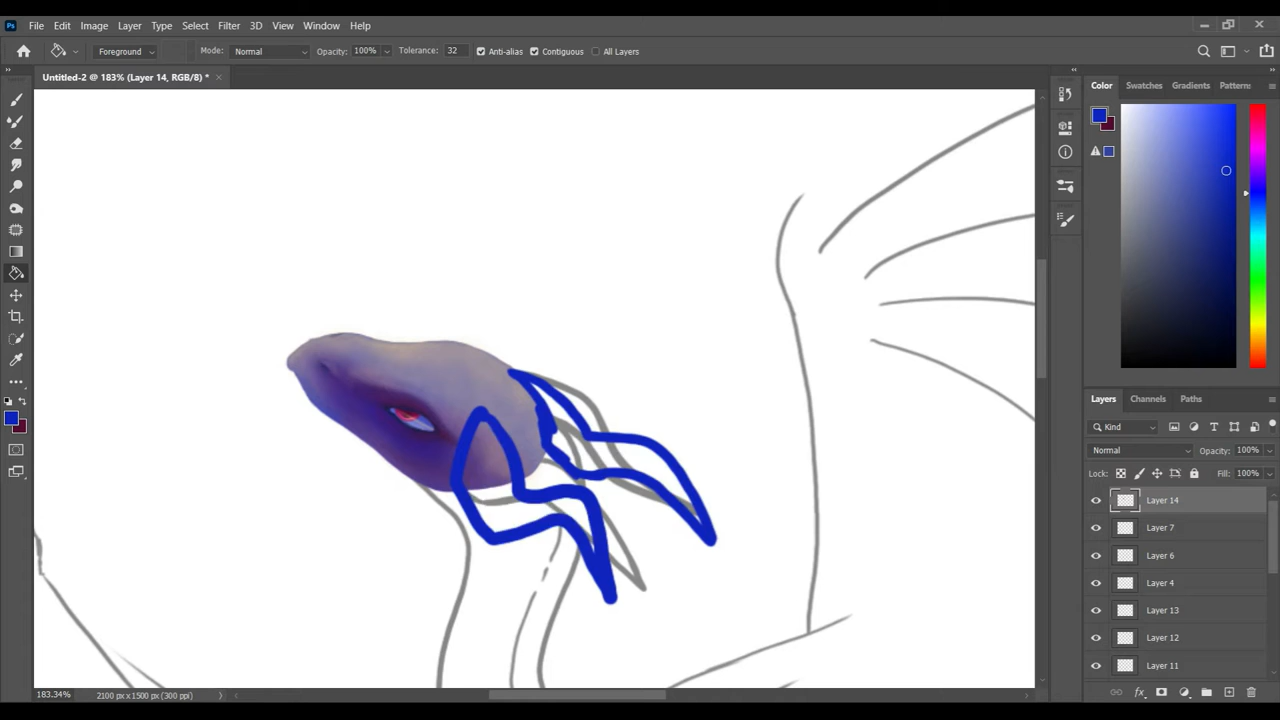 Ps File Edit Image Layer Type Select Filter 3D View Window Help
Foreground Mode: Normal Opacity: 100% Tolerance: 32 Anti-alias Contiguous All Layers
Untitled-2 @ 183% (Layer 14, RGB/8) *
Color Swatches Gradients Patterns
Layers Channels Paths
Kind
Normal Opacity: 100%
Lock: Fill: 100%
Layer 14
Layer 7
Layer 6
Layer 4
Layer 13
Layer 12
Layer 11
183.34% 2100 px x 1500 px (300 ppi)